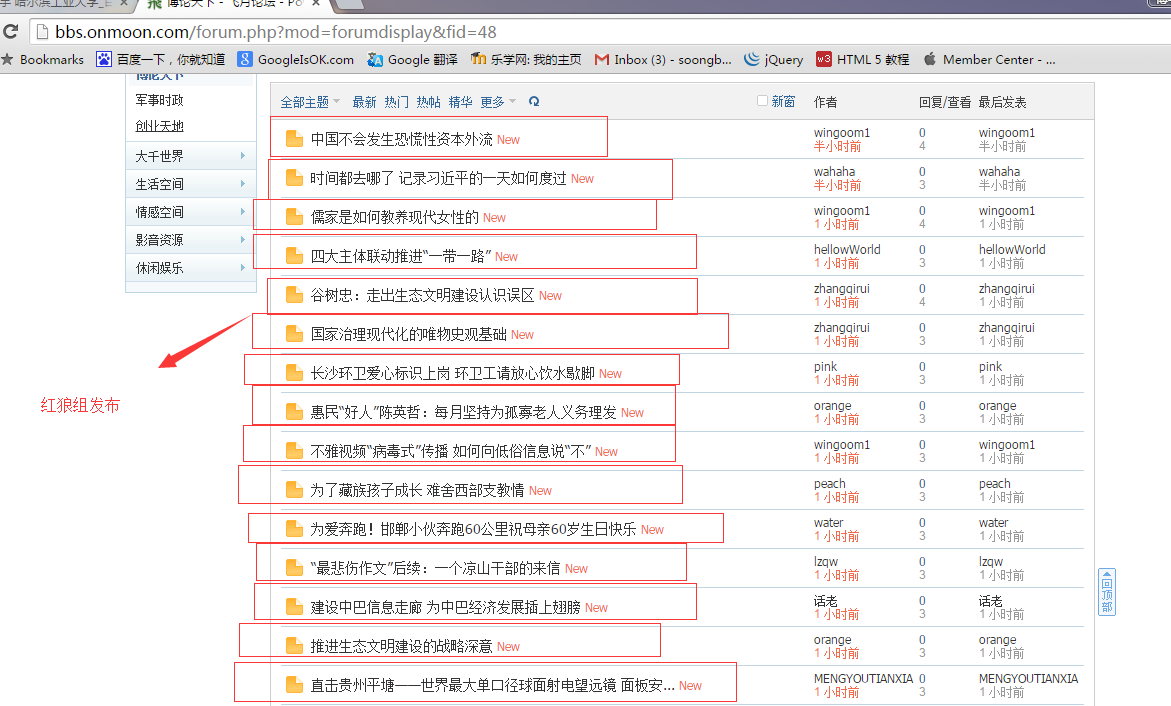 bbs.onmoon.com/forum.php?mod=forumdisplay&fid=48
Bookmarks 百度一下，你就知道 GoogleIsOK.com Google 翻译 乐学网: 我的主页 Inbox (3) - soongb... jQuery HTML 5 教程 Member Center - ...
博论天下
军事时政
创业天地
大千世界
生活空间
情感空间
影音资源
休闲娱乐
红狼组发布
全部主题 最新 热门 热帖 精华 更多 新窗 作者 回复/查看 最后发表
中国不会发生恐慌性资本外流 New wingoom1 0 wingoom1
半小时前 4 半小时前
时间都去哪了 记录习近平的一天如何度过 New wahaha 0 wahaha
半小时前 3 半小时前
儒家是如何教养现代女性的 New wingoom1 0 wingoom1
1 小时前 4 1 小时前
四大主体联动推进“一带一路” New hellowWorld 0 hellowWorld
1 小时前 3 1 小时前
谷树忠：走出生态文明建设认识误区 New zhangqirui 0 zhangqirui
1 小时前 4 1 小时前
国家治理现代化的唯物史观基础 New zhangqirui 0 zhangqirui
1 小时前 3 1 小时前
长沙环卫爱心标识上岗 环卫工请放心饮水歇脚 New pink 0 pink
1 小时前 3 1 小时前
惠民“好人”陈英哲：每月坚持为孤寡老人义务理发 New orange 0 orange
1 小时前 3 1 小时前
不雅视频“病毒式”传播 如何向低俗信息说“不” New wingoom1 0 wingoom1
1 小时前 3 1 小时前
为了藏族孩子成长 难舍西部支教情 New peach 0 peach
1 小时前 3 1 小时前
为爱奔跑！邯郸小伙奔跑60公里祝母亲60岁生日快乐 New water 0 water
1 小时前 3 1 小时前
“最悲伤作文”后续：一个凉山干部的来信 New lzqw 0 lzqw
1 小时前 3 1 小时前
建设中巴信息走廊 为中巴经济发展插上翅膀 New 话老 0 话老
1 小时前 3 1 小时前
推进生态文明建设的战略深意 New orange 0 orange
1 小时前 3 1 小时前
直击贵州平塘——世界最大单口径球面射电望远镜 面板安... New MENGYOUTIANXIA 0 MENGYOUTIANXIA
1 小时前 3 1 小时前
回顶部